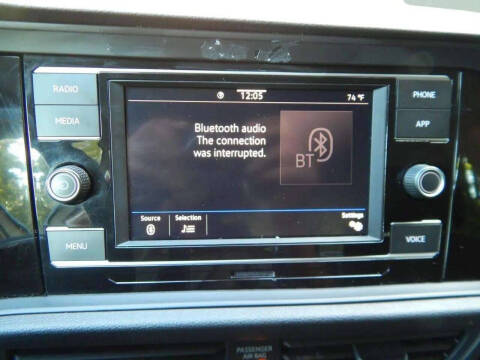 RADIO
MEDIA
MENU
12:05
74 °F
Bluetooth audio
The connection
was interrupted.
BT
Source
Selection
Settings
PHONE
APP
VOICE
PASSENGER
AIR BAG